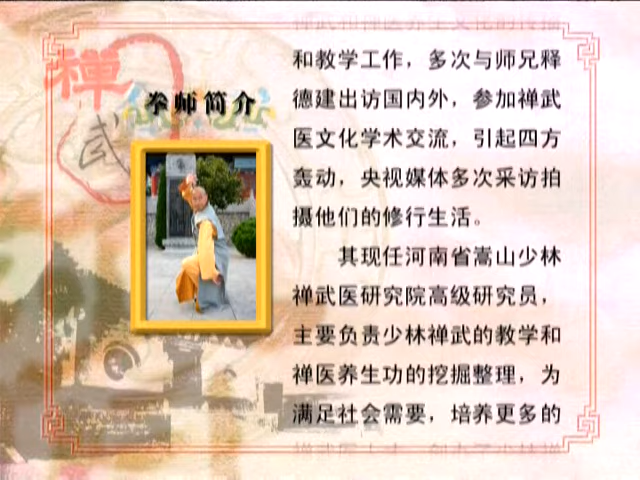 禅武
拳师简介
和教学工作，多次与师兄释
德建出访国内外，参加禅武
医文化学术交流，引起四方
轰动，央视媒体多次采访拍
摄他们的修行生活。
其现任河南省嵩山少林
禅武医研究院高级研究员，
主要负责少林禅武的教学和
禅医养生功的挖掘整理，为
满足社会需要，培养更多的